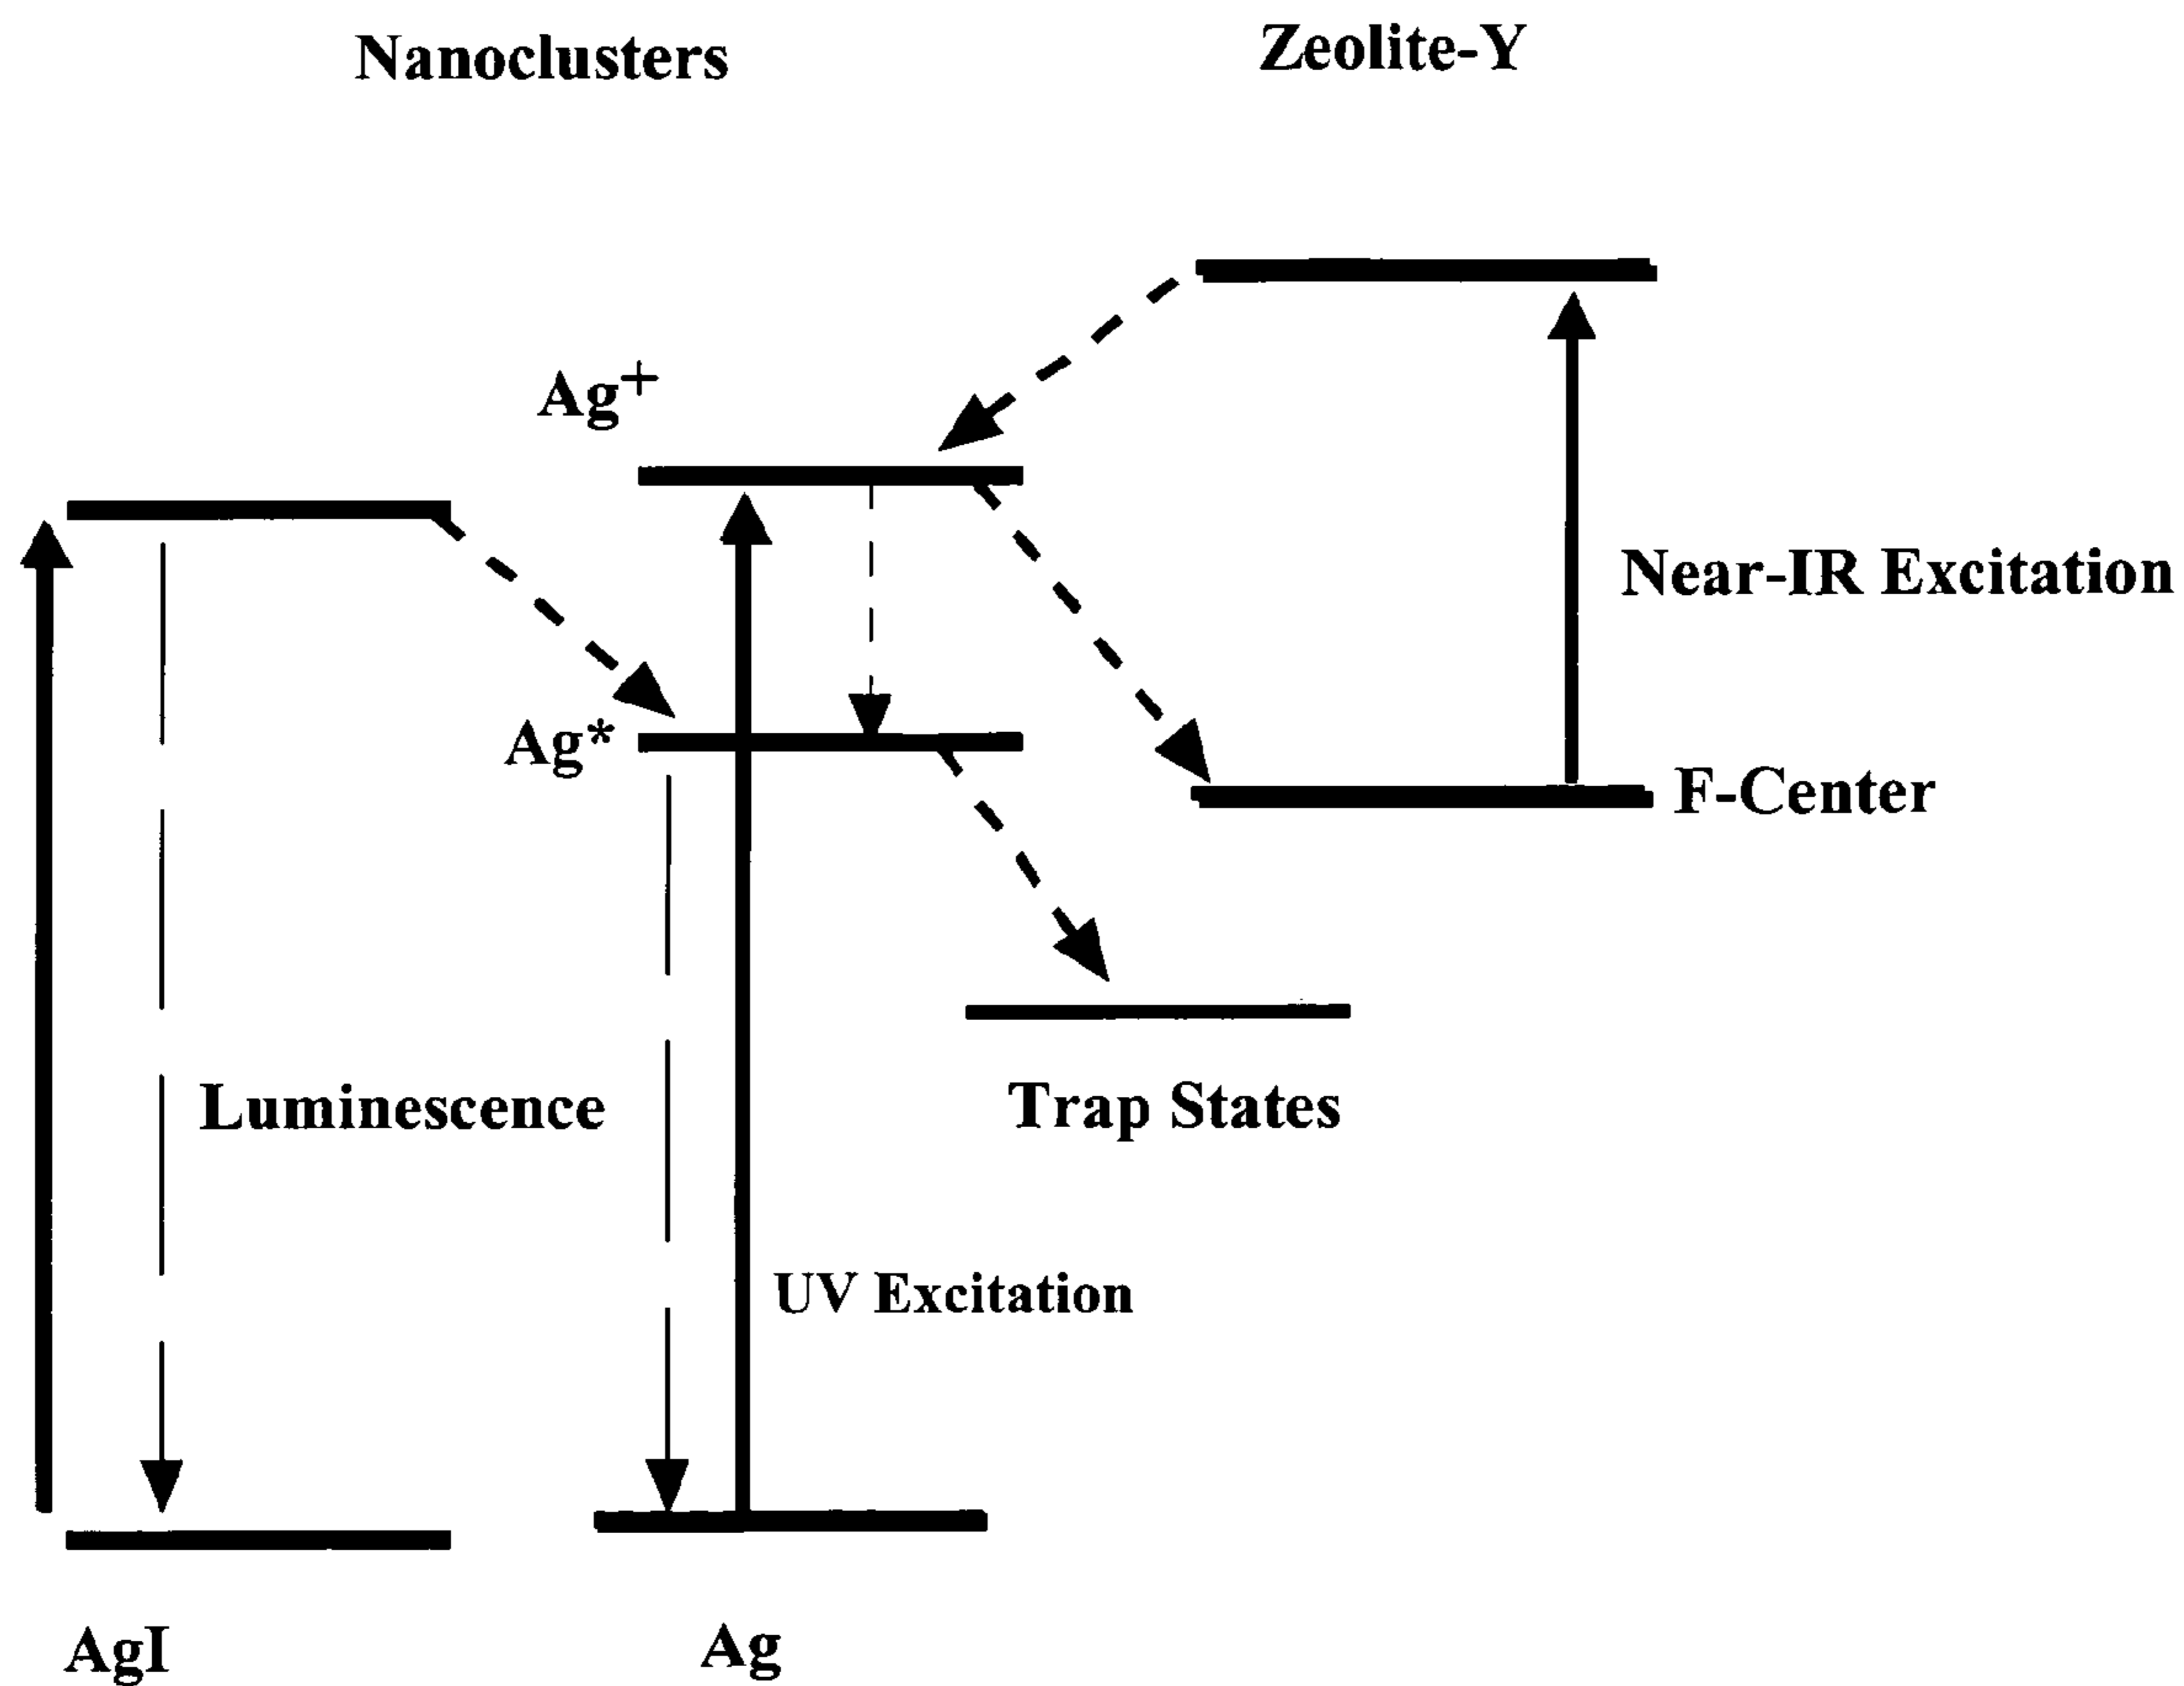 Nanoclusters
Zeolite-Y
Ag+
Near-IR Excitation
Ag*
F-Center
Luminescence
Trap States
UV Excitation
AgI
Ag